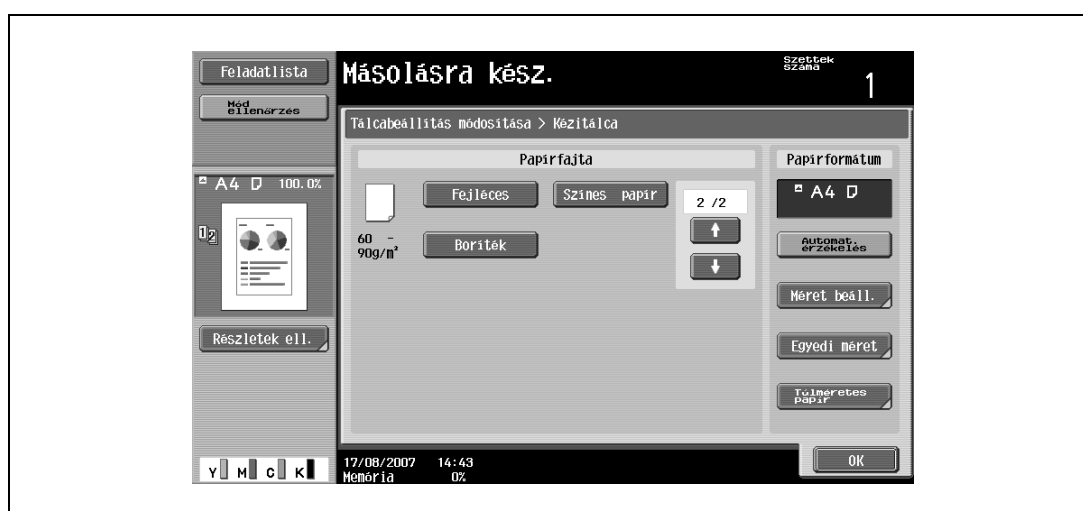 Feladatlista
Mód
ellenőrzés
Másolásra kész.
Szettek
száma
1
Tálcabeállítás módosítása > Kézitálca
Papírfajta
Papírformátum
A4 100.0%
1 2
60 -
90g/m²
Fejléces
Színes papír
Boríték
2 /2
A4
Automat.
érzékelés
Méret beáll.
Egyedi méret
Túlméretes
papír
Részletek ell.
Y M C K
17/08/2007 14:43
Memória 0%
OK